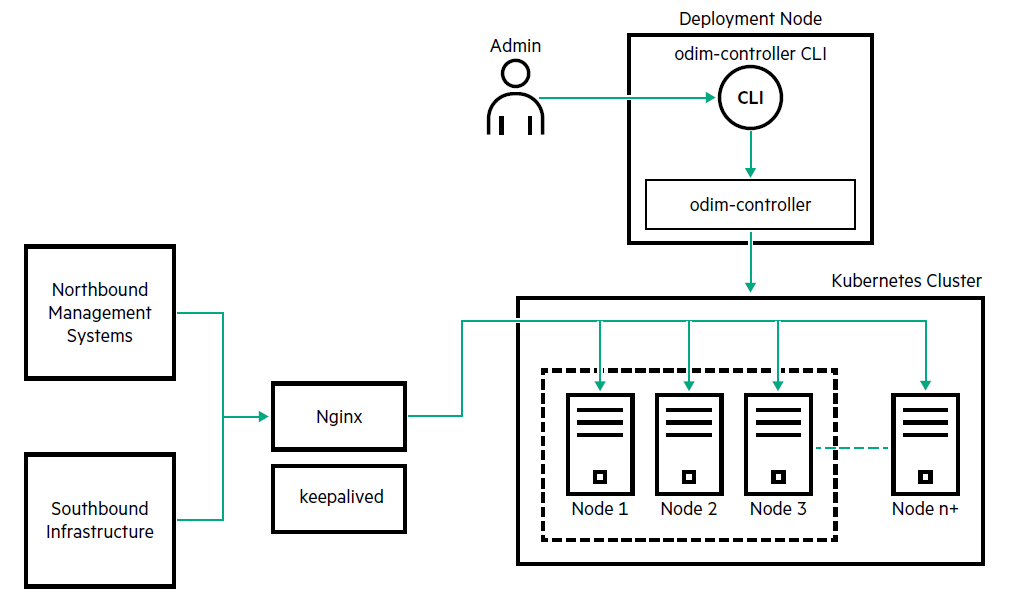 Deployment Node
Admin
odim-controller CLI
CLI
odim-controller
Northbound
Management
Systems
Kubernetes Cluster
Nginx
keepalived
Southbound
Infrastructure
Node 1
Node 2
Node 3
Node n+